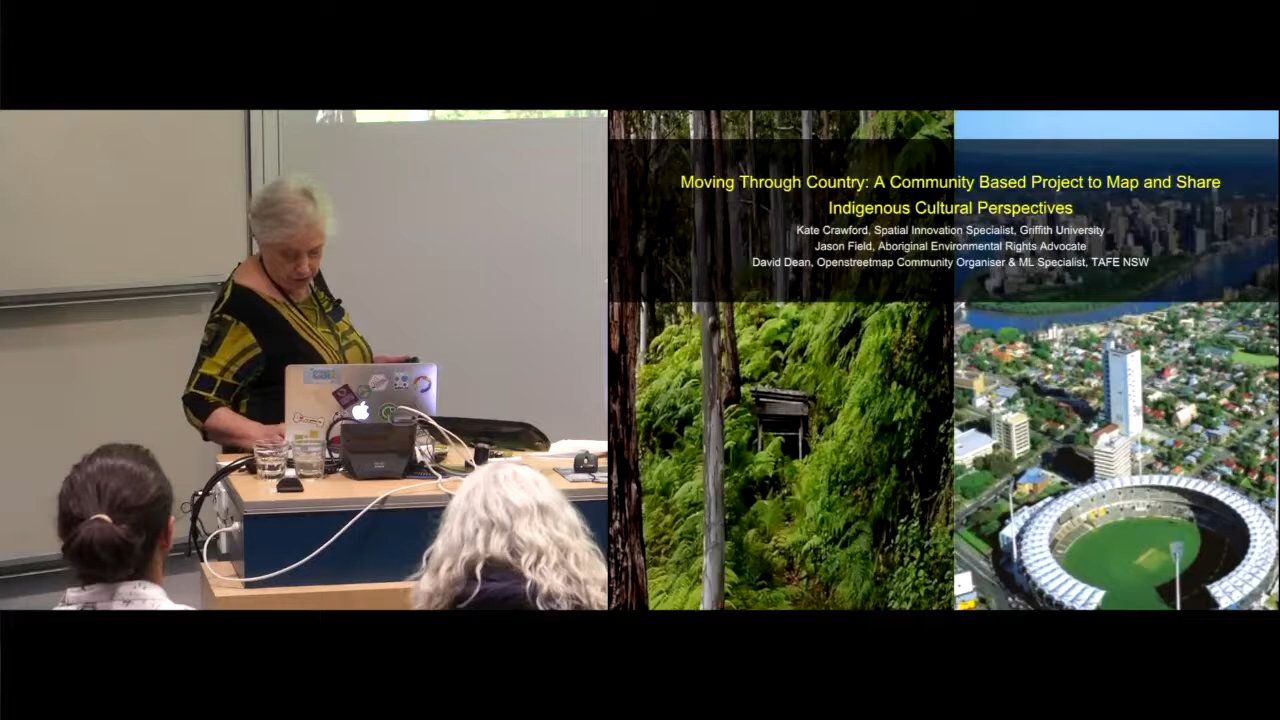 Moving Through Country: A Community Based Project to Map and Share
Indigenous Cultural Perspectives
Kate Crawford, Spatial Innovation Specialist, Griffith University
Jason Field, Aboriginal Environmental Rights Advocate
David Dean, Openstreetmap Community Organiser & ML Specialist, TAFE NSW